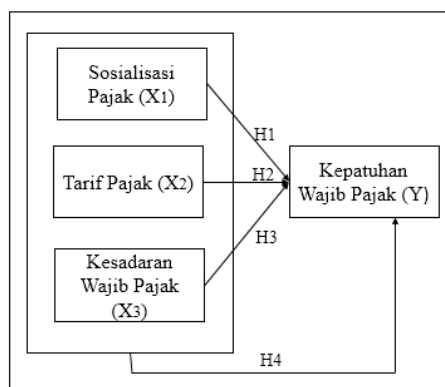 Sosialisasi
Pajak (X1)
H1
Tarif Pajak (X2)
H2
Kepatuhan
Wajib Pajak (Y)
H3
Kesadaran
Wajib Pajak
(X3)
H4